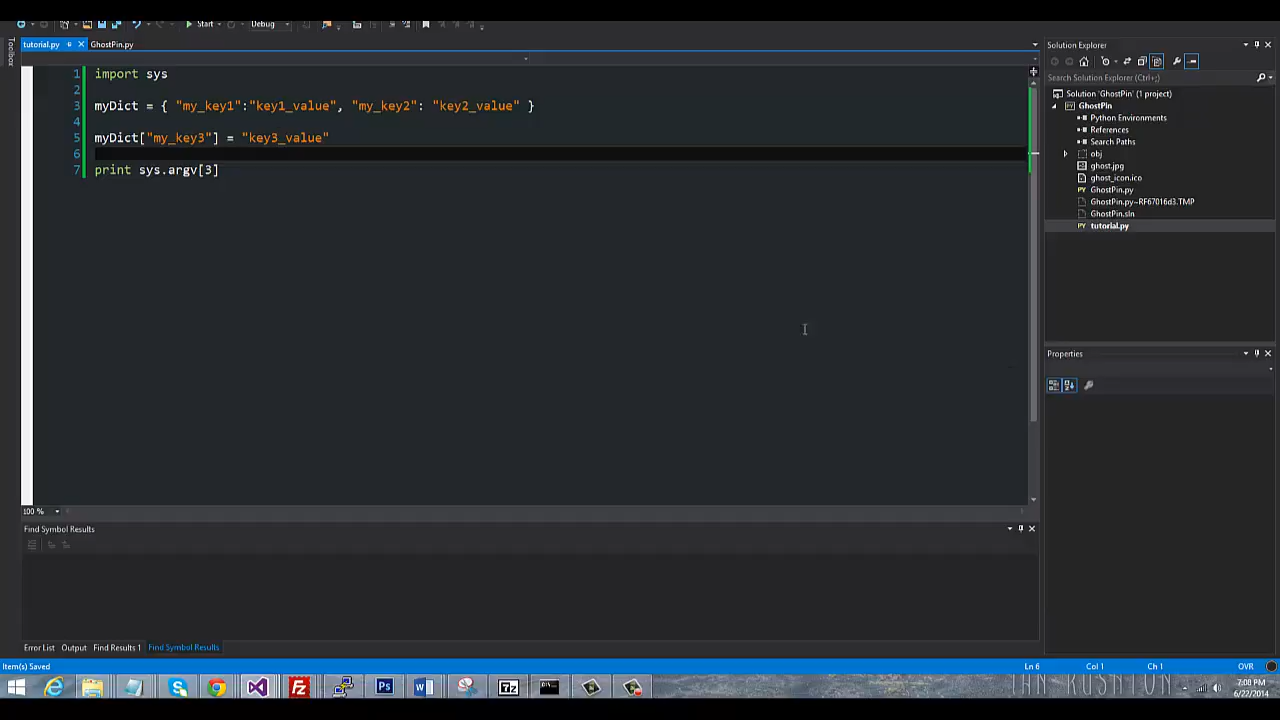 Start
Debug
tutorial.py
GhostPin.py
Toolbox
1 import sys
2
3 myDict = { "my_key1":"key1_value", "my_key2": "key2_value" }
4
5 myDict["my_key3"] = "key3_value"
6
7 print sys.argv[3]
100 %
Find Symbol Results
Error List Output Find Results 1 Find Symbol Results
Solution Explorer
Search Solution Explorer (Ctrl+;)
Solution 'GhostPin' (1 project)
GhostPin
Python Environments
References
Search Paths
obj
ghost.jpg
ghost_icon.ico
GhostPin.py
GhostPin.py~RF67016d3.TMP
GhostPin.sln
tutorial.py
Properties
Item(s) Saved
Ln 6 Col 1 Ch 1 OVR
IAN RUSHTON
7:08 PM
6/22/2014